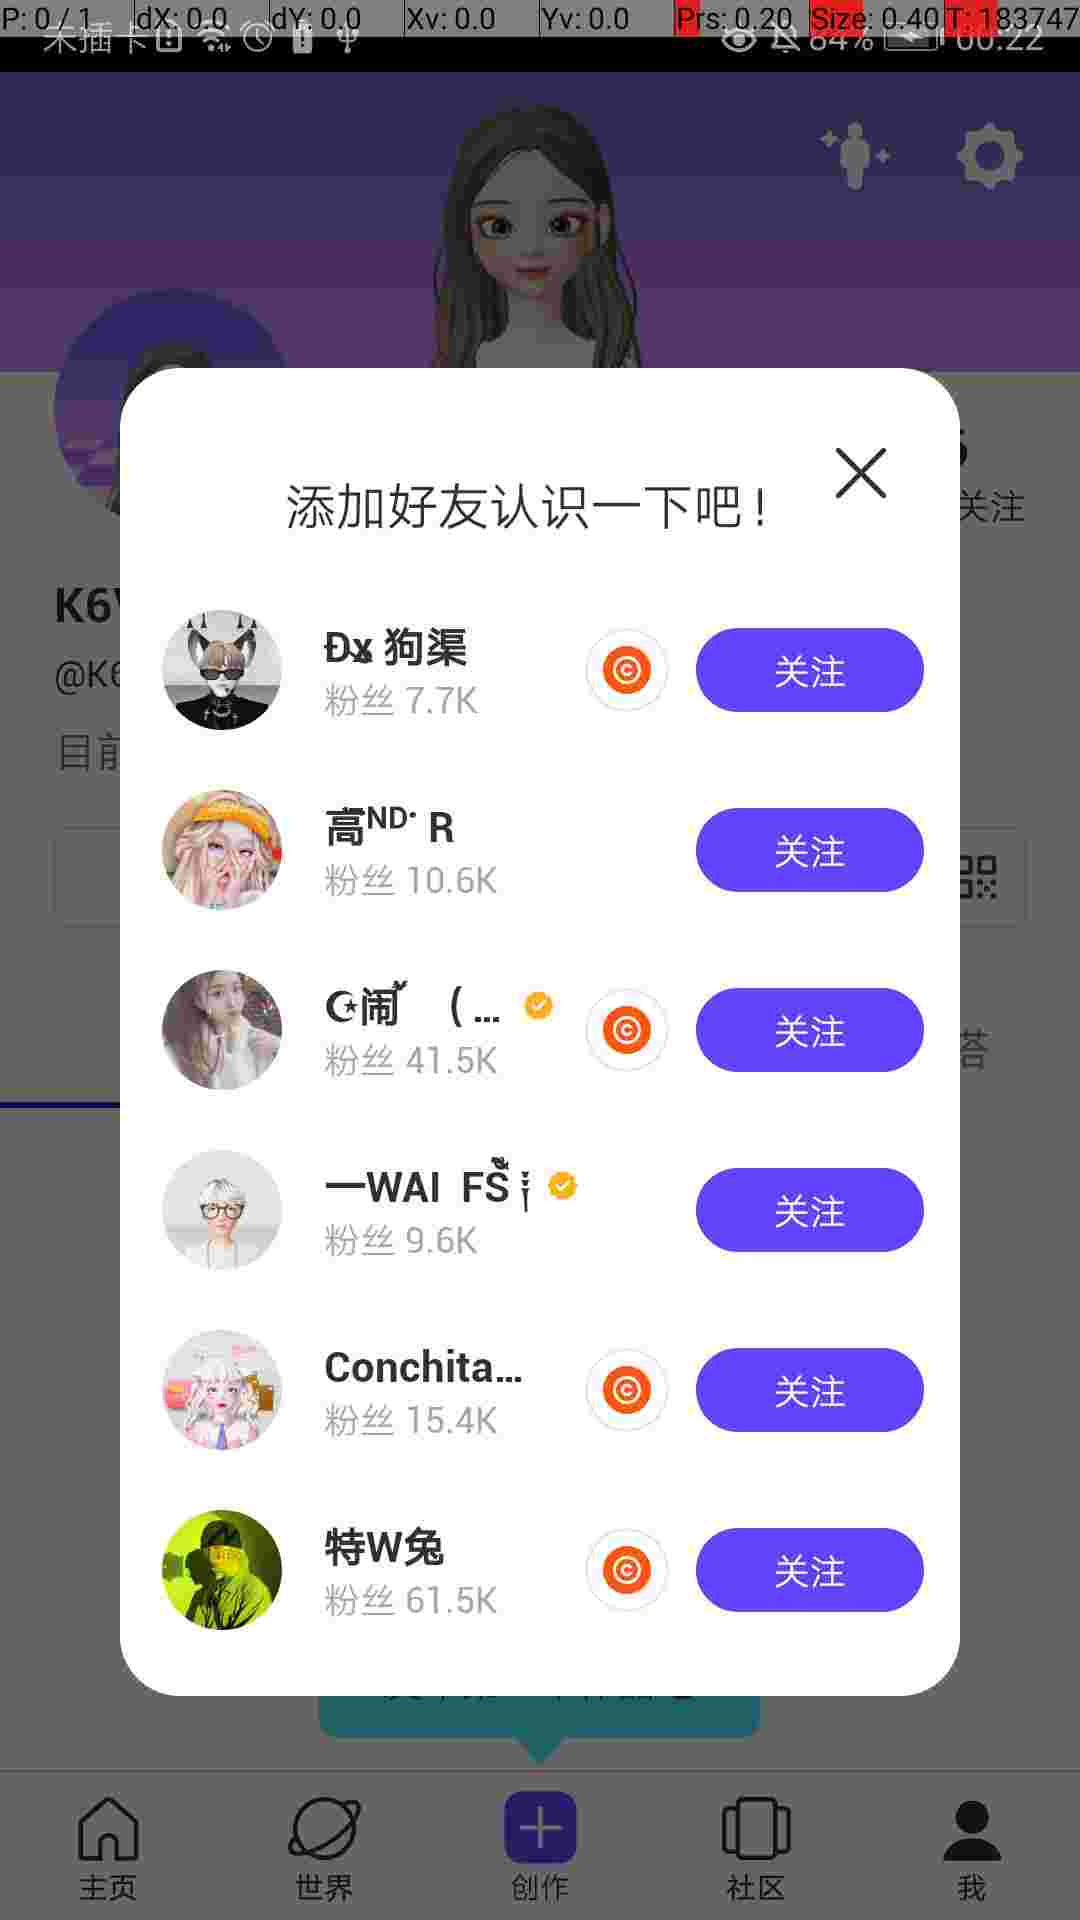 P: 0 / 1 dX: 0.0 dY: 0.0 Xv: 0.0 Yv: 0.0 Prs: 0.20 Size: 0.40 T: 183747
未插卡 84% 00:22
关注
添加好友认识一下吧!
狗渠
粉丝 7.7K
关注
高ᴺᴰ· R
粉丝 10.6K
关注
闹 ( ...
粉丝 41.5K
关注
一WAI FS
粉丝 9.6K
关注
Conchita...
粉丝 15.4K
关注
特W兔
粉丝 61.5K
关注
@K6
目前
主页
世界
创作
社区
我